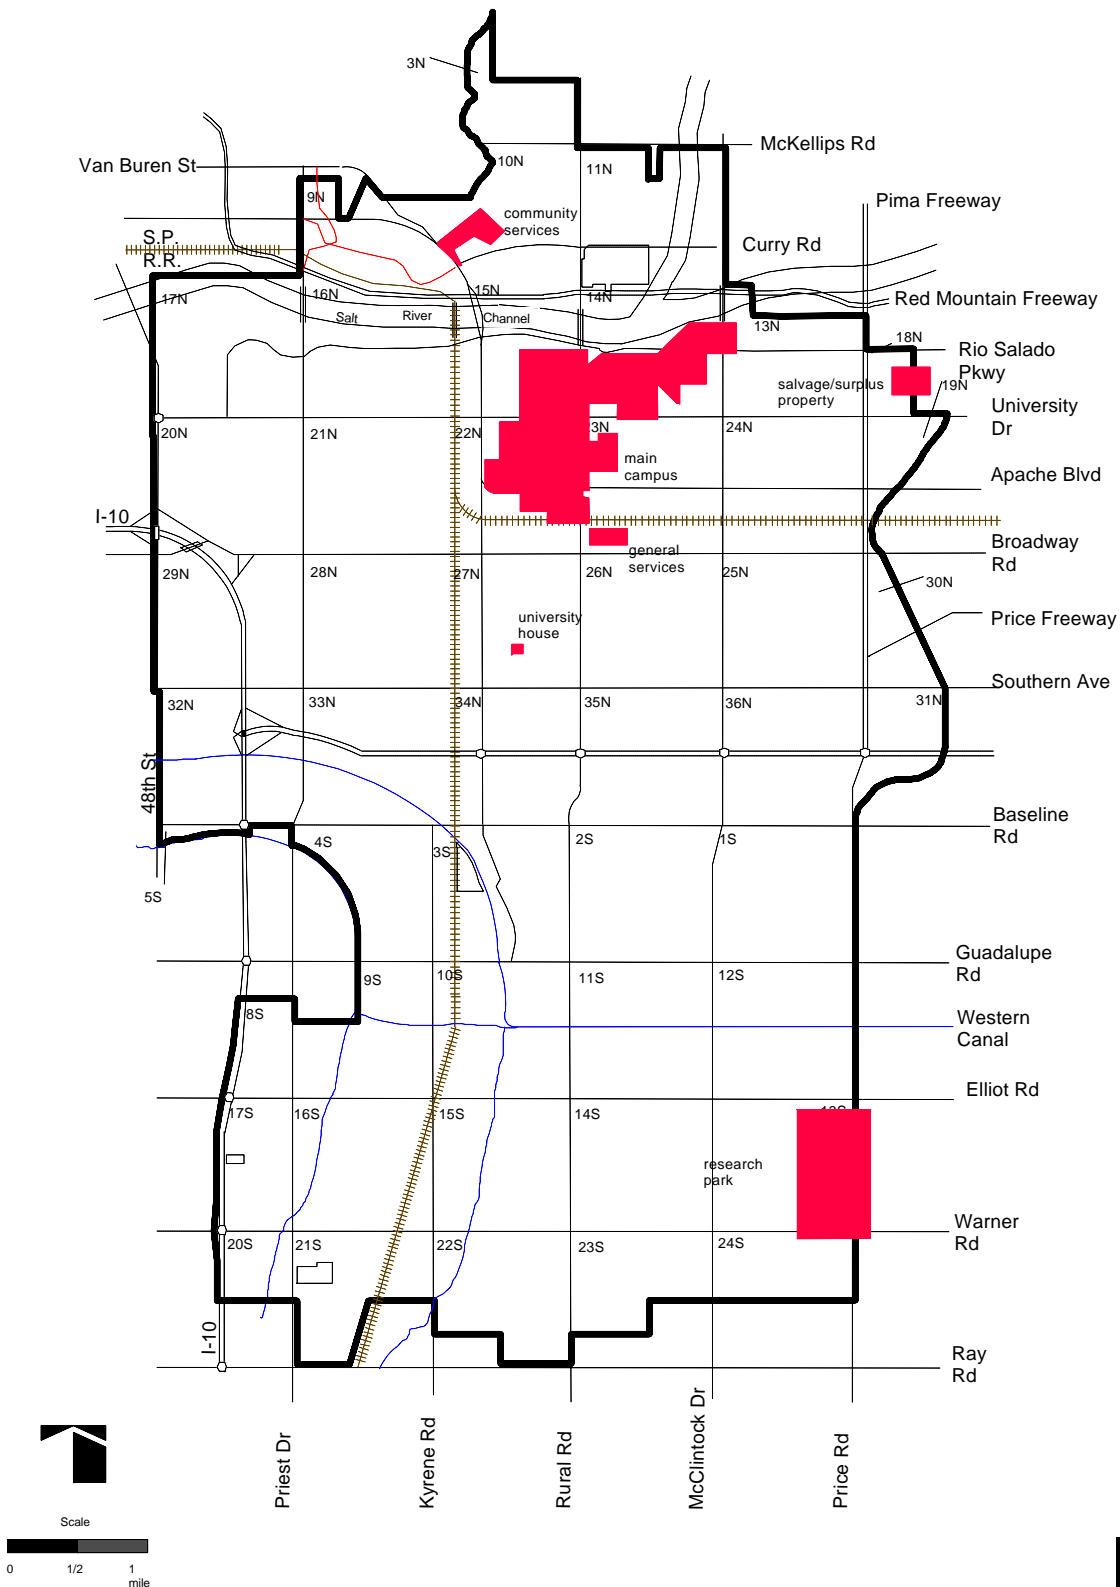 3N
McKellips Rd
Van Buren St
10N
11N
9N
Pima Freeway
community
services
S.P.
R.R.
Curry Rd
17N
16N
15N
14N
Red Mountain Freeway
Salt
River
Channel
13N
18N
Rio Salado
Pkwy
salvage/surplus
property
19N
University
Dr
20N
21N
22N
3N
24N
main
campus
Apache Blvd
I-10
Broadway
Rd
general
services
29N
28N
27N
26N
25N
30N
university
house
Price Freeway
Southern Ave
32N
33N
34N
35N
36N
31N
48th St
Baseline
Rd
4S
3S
2S
1S
5S
Guadalupe
Rd
9S
10S
11S
12S
8S
Western
Canal
Elliot Rd
17S
16S
15S
14S
research
park
Warner
Rd
20S
21S
22S
23S
24S
I-10
Ray
Rd
Priest Dr
Kyrene Rd
Rural Rd
McClintock Dr
Price Rd
Scale
0
1/2
1
mile